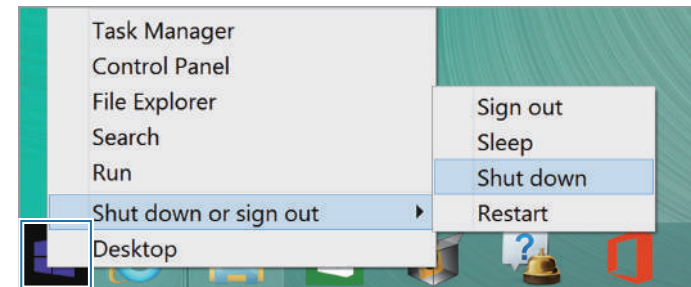 Task Manager
Control Panel
File Explorer
Search
Run
Shut down or sign out
Desktop
Sign out
Sleep
Shut down
Restart
?